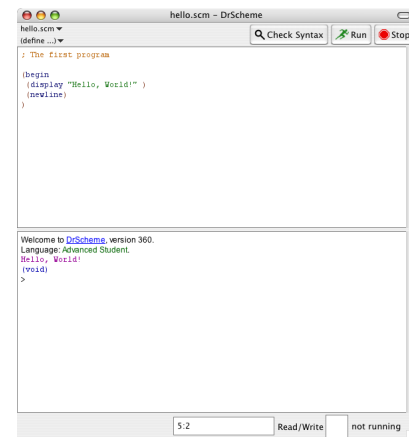 hello.scm – DrScheme
hello.scm ▼
(define ...) ▼
Check Syntax Run Stop
; The first program
(begin
(display "Hello, World!" )
(newline)
)
Welcome to DrScheme, version 360.
Language: Advanced Student.
Hello, World!
(void)
>
5:2 Read/Write not running